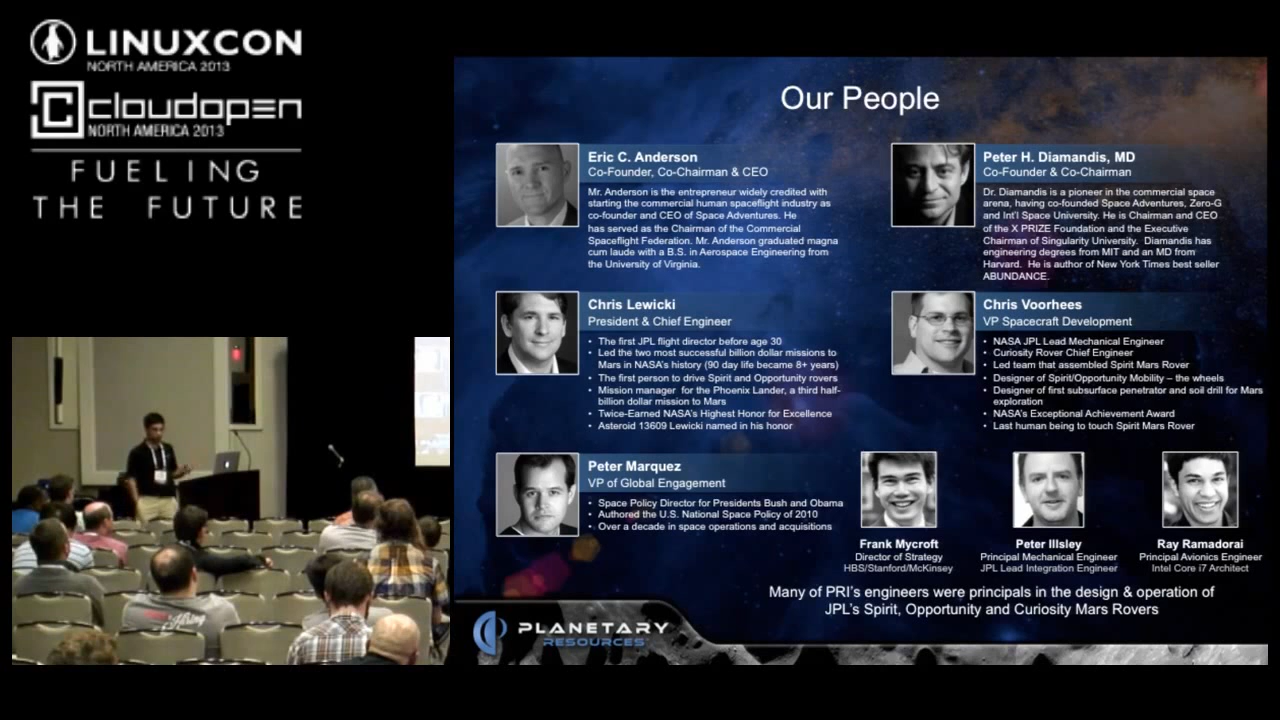 LINUXCON
NORTH AMERICA 2013
cloudopen
NORTH AMERICA 2013
FUELING
THE FUTURE
Our People
Eric C. Anderson
Co-Founder, Co-Chairman & CEO
Mr. Anderson is the entrepreneur widely credited with
starting the commercial human spaceflight industry as
co-founder and CEO of Space Adventures. He
has served as the Chairman of the Commercial
Spaceflight Federation. Mr. Anderson graduated magna
cum laude with a B.S. in Aerospace Engineering from
the University of Virginia.
Peter H. Diamandis, MD
Co-Founder & Co-Chairman
Dr. Diamandis is a pioneer in the commercial space
arena, having co-founded Space Adventures, Zero-G
and Int'l Space University. He is Chairman and CEO
of the X PRIZE Foundation and the Executive
Chairman of Singularity University. Diamandis has
engineering degrees from MIT and an MD from
Harvard. He is author of New York Times best seller
ABUNDANCE.
Chris Lewicki
President & Chief Engineer
• The first JPL flight director before age 30
• Led the two most successful billion dollar missions to
Mars in NASA's history (90 day life became 8+ years)
• The first person to drive Spirit and Opportunity rovers
• Mission manager for the Phoenix Lander, a third half-
billion dollar mission to Mars
• Twice-Earned NASA's Highest Honor for Excellence
• Asteroid 13609 Lewicki named in his honor
Chris Voorhees
VP Spacecraft Development
• NASA JPL Lead Mechanical Engineer
• Curiosity Rover Chief Engineer
• Led team that assembled Spirit Mars Rover
• Designer of Spirit/Opportunity Mobility – the wheels
• Designer of first subsurface penetrator and soil drill for Mars
exploration
• NASA's Exceptional Achievement Award
• Last human being to touch Spirit Mars Rover
Peter Marquez
VP of Global Engagement
• Space Policy Director for Presidents Bush and Obama
• Authored the U.S. National Space Policy of 2010
• Over a decade in space operations and acquisitions
Frank Mycroft
Director of Strategy
HBS/Stanford/McKinsey
Peter Illsley
Principal Mechanical Engineer
JPL Lead Integration Engineer
Ray Ramadorai
Principal Avionics Engineer
Intel Core i7 Architect
Many of PRI's engineers were principals in the design & operation of
JPL's Spirit, Opportunity and Curiosity Mars Rovers
PLANETARY
RESOURCES